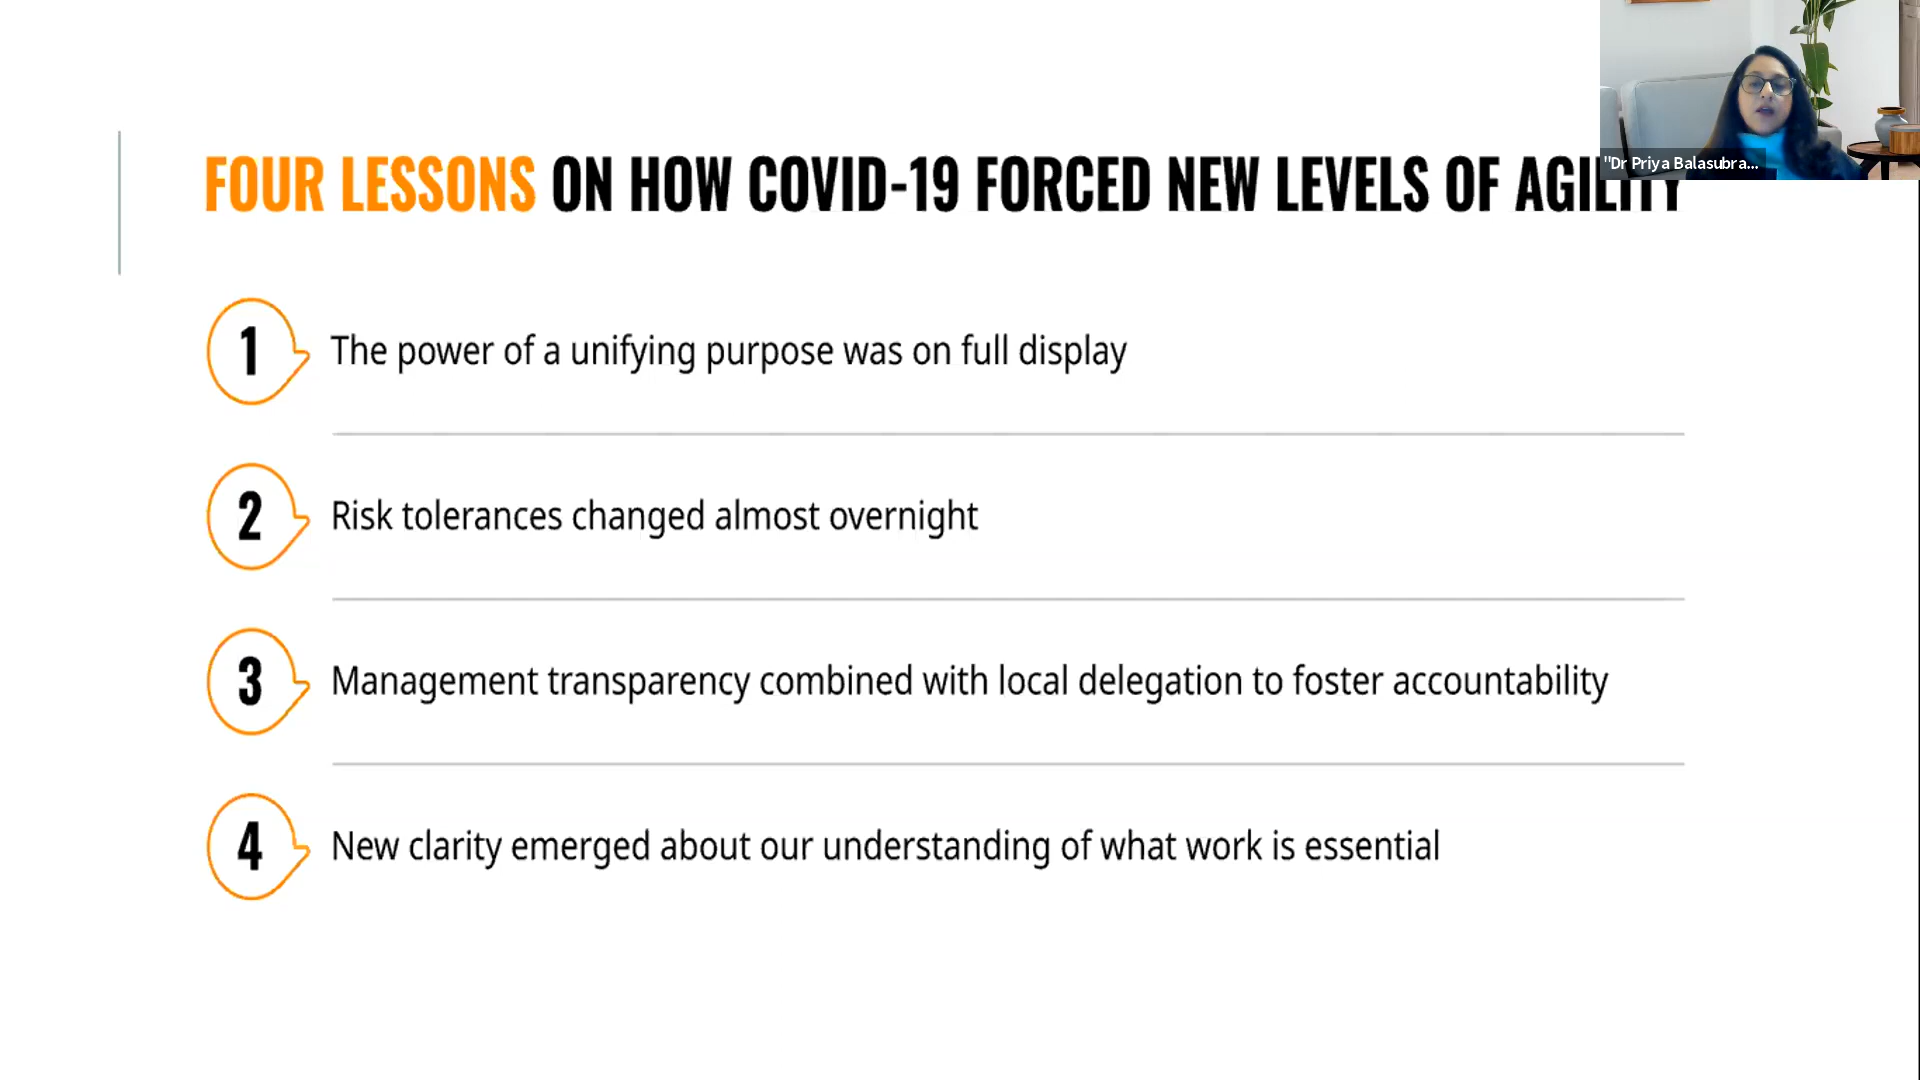 FOUR LESSONS ON HOW COVID-19 FORCED NEW LEVELS OF AGILITY
"Dr Priya Balasubra...
1
The power of a unifying purpose was on full display
2
Risk tolerances changed almost overnight
3
Management transparency combined with local delegation to foster accountability
4
New clarity emerged about our understanding of what work is essential